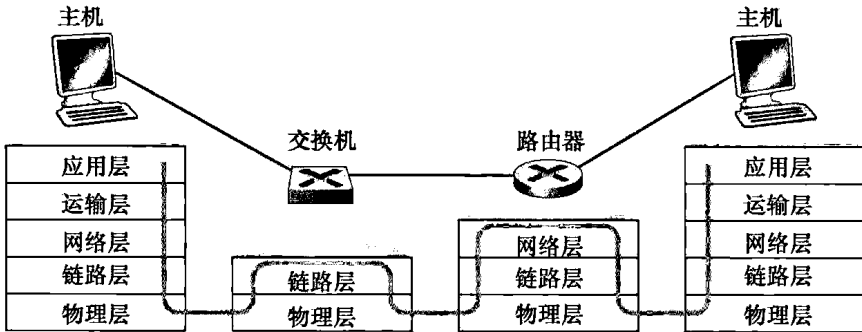 主机
主机
交换机
路由器
应用层
运输层
网络层
链路层
物理层
链路层
物理层
网络层
链路层
物理层
应用层
运输层
网络层
链路层
物理层